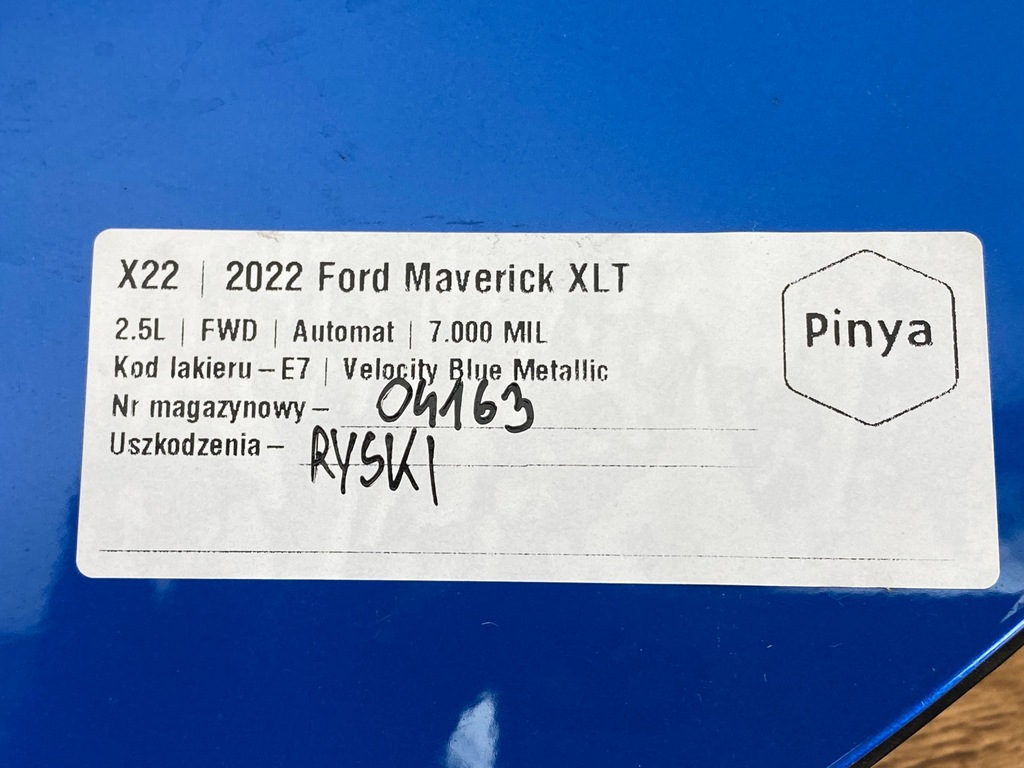 X22 | 2022 Ford Maverick XLT
2.5L | FWD | Automat | 7.000 MIL
Kod lakieru – E7 | Velocity Blue Metallic
Nr magazynowy – 04163
Uszkodzenia – RYSKI
Pinya